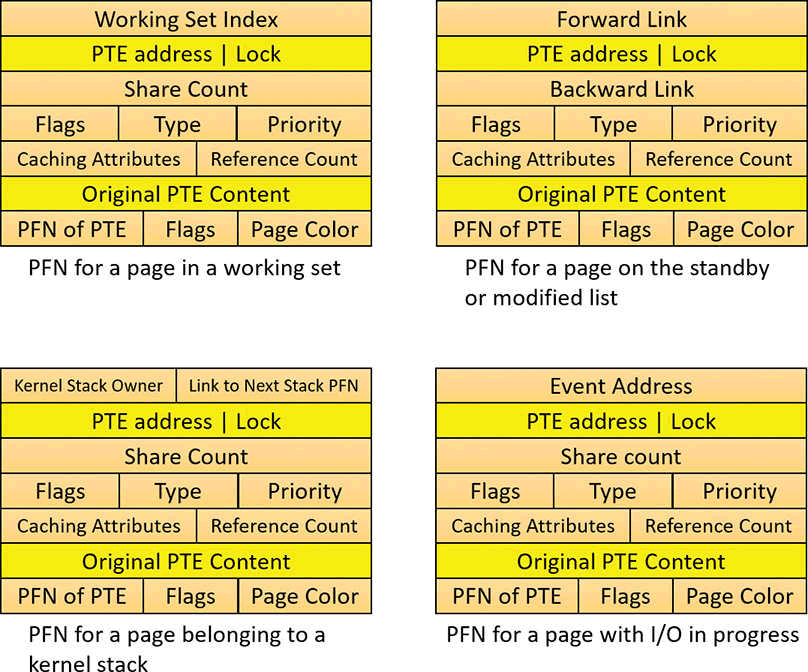 Working Set Index
PTE address | Lock
Share Count
Flags Type Priority
Caching Attributes Reference Count
Original PTE Content
PFN of PTE Flags Page Color
PFN for a page in a working set
Forward Link
PTE address | Lock
Backward Link
Flags Type Priority
Caching Attributes Reference Count
Original PTE Content
PFN of PTE Flags Page Color
PFN for a page on the standby
or modified list
Kernel Stack Owner Link to Next Stack PFN
PTE address | Lock
Share Count
Flags Type Priority
Caching Attributes Reference Count
Original PTE Content
PFN of PTE Flags Page Color
PFN for a page belonging to a
kernel stack
Event Address
PTE address | Lock
Share count
Flags Type Priority
Caching Attributes Reference Count
Original PTE Content
PFN of PTE Flags Page Color
PFN for a page with I/O in progress